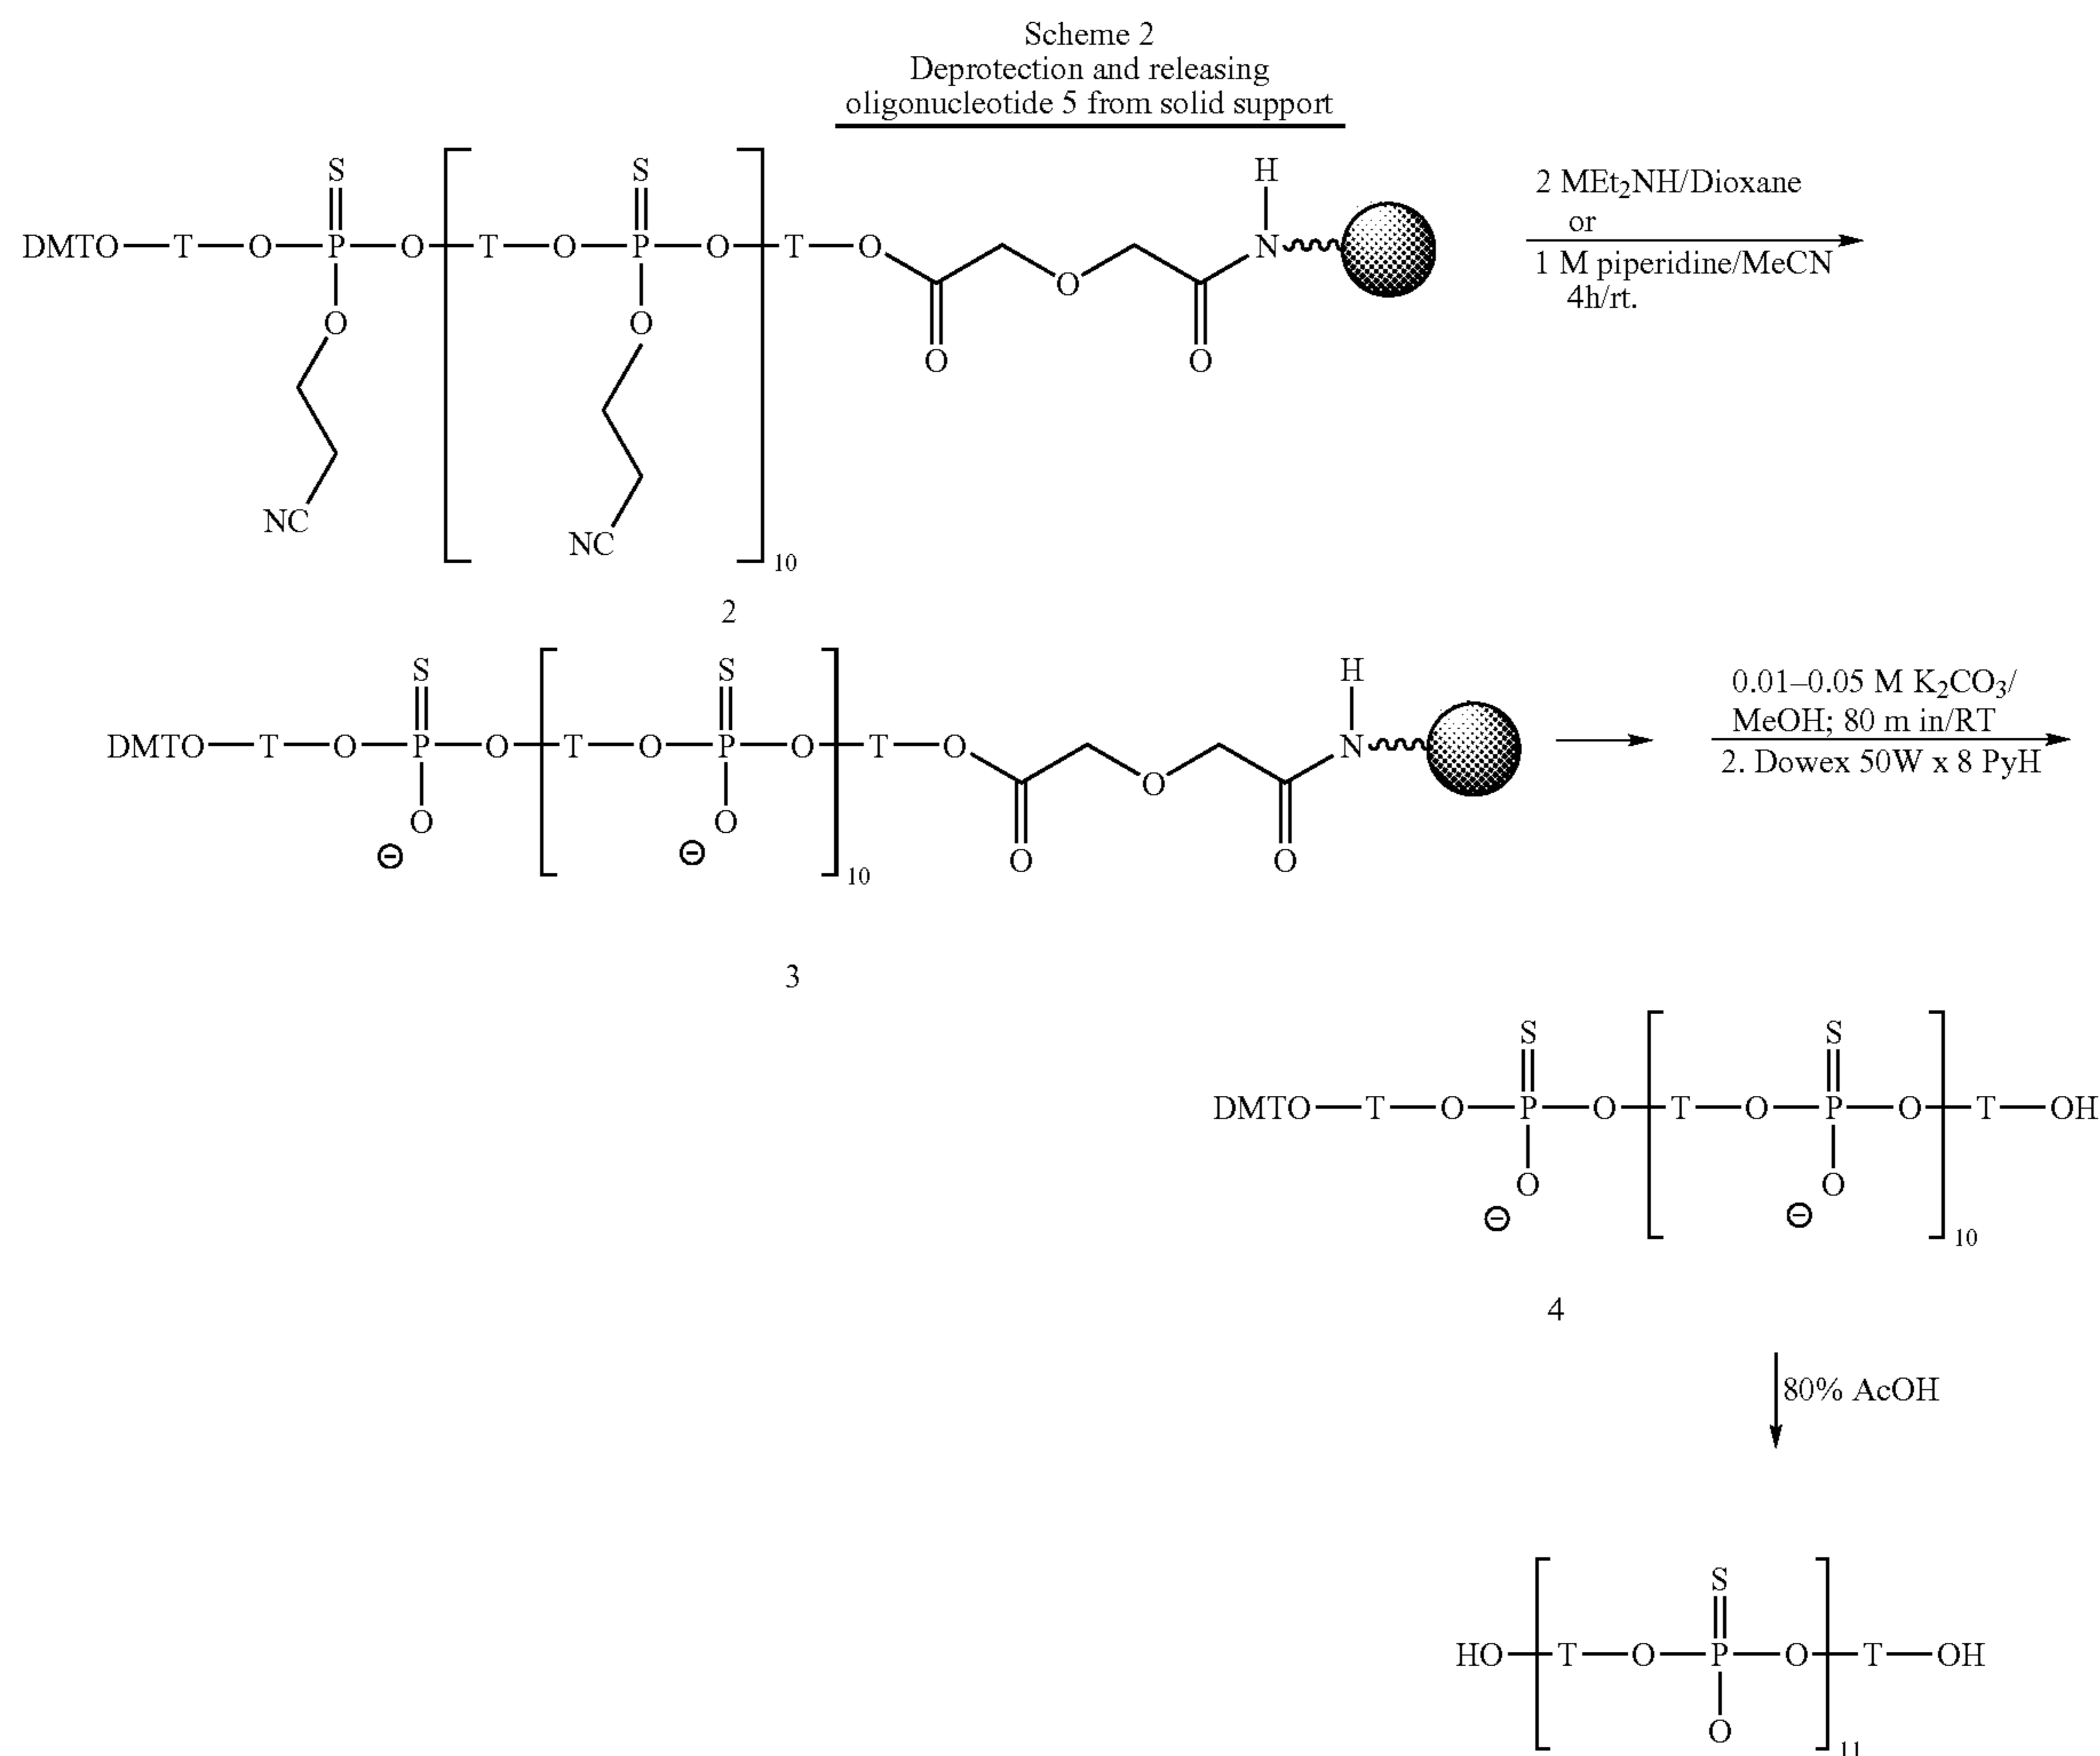 Scheme 2
Deprotection and releasing
oligonucleotide 5 from solid support
S S H
DMTO—T—O—P—O—T—O—P—O—T—O N
O O O O O
NC NC
10
2 MEt₂NH/Dioxane
or
1 M piperidine/MeCN
4h/rt.
2
S S H
DMTO—T—O—P—O—T—O—P—O—T—O N
O O O O O
⊖ ⊖
10
0.01–0.05 M K₂CO₃/
MeOH; 80 m in/RT
2. Dowex 50W x 8 PyH
3
S S
DMTO—T—O—P—O—T—O—P—O—T—OH
O O
⊖ ⊖
10
4
80% AcOH
S
HO—T—O—P—O—T—OH
O
11